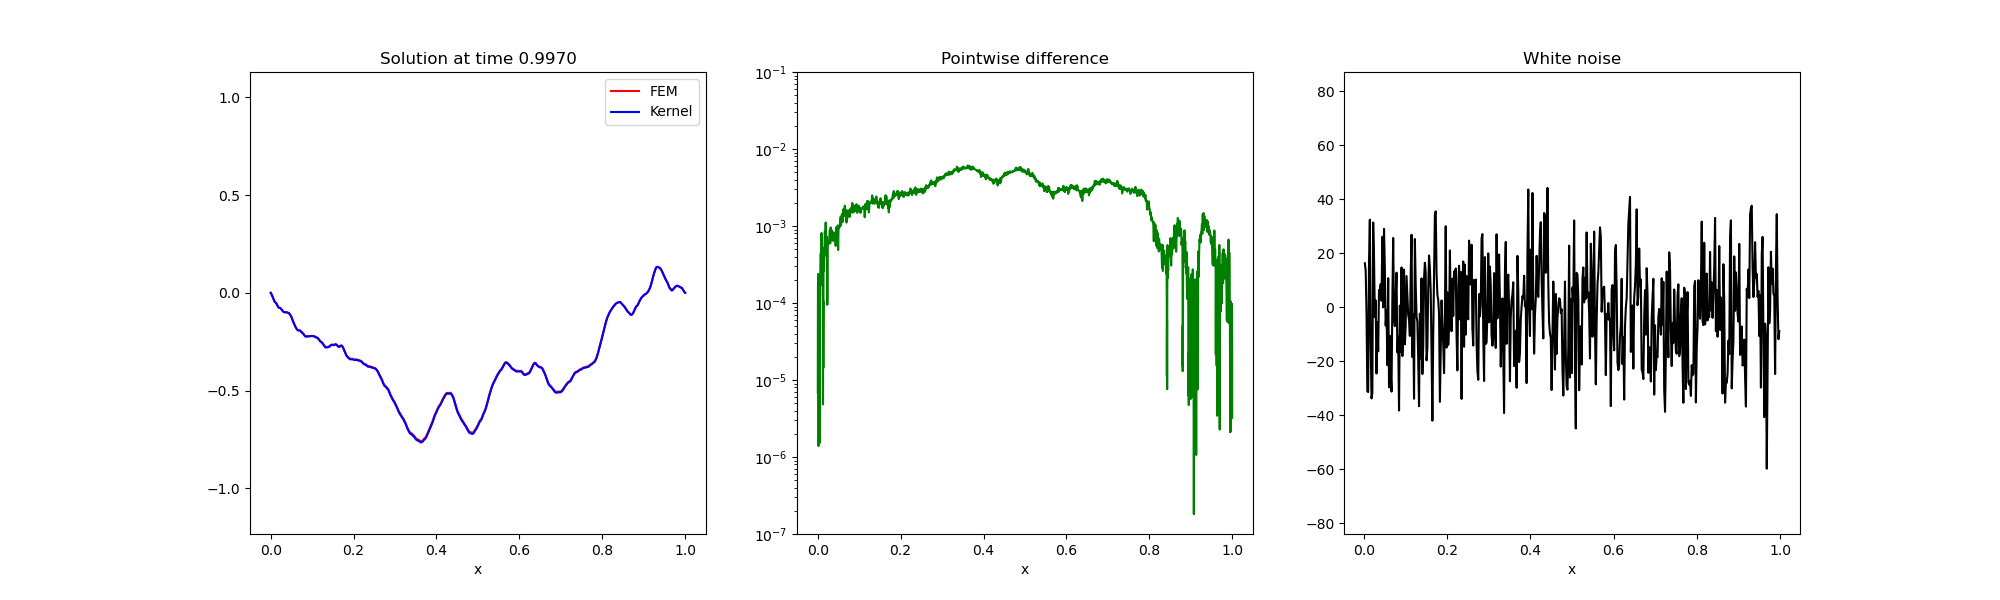 Solution at time 0.9970
FEM
Kernel
1.0
0.5
0.0
−0.5
−1.0
0.0 0.2 0.4 0.6 0.8 1.0
x
Pointwise difference
10⁻¹
10⁻²
10⁻³
10⁻⁴
10⁻⁵
10⁻⁶
10⁻⁷
0.0 0.2 0.4 0.6 0.8 1.0
x
White noise
80
60
40
20
0
−20
−40
−60
−80
0.0 0.2 0.4 0.6 0.8 1.0
x